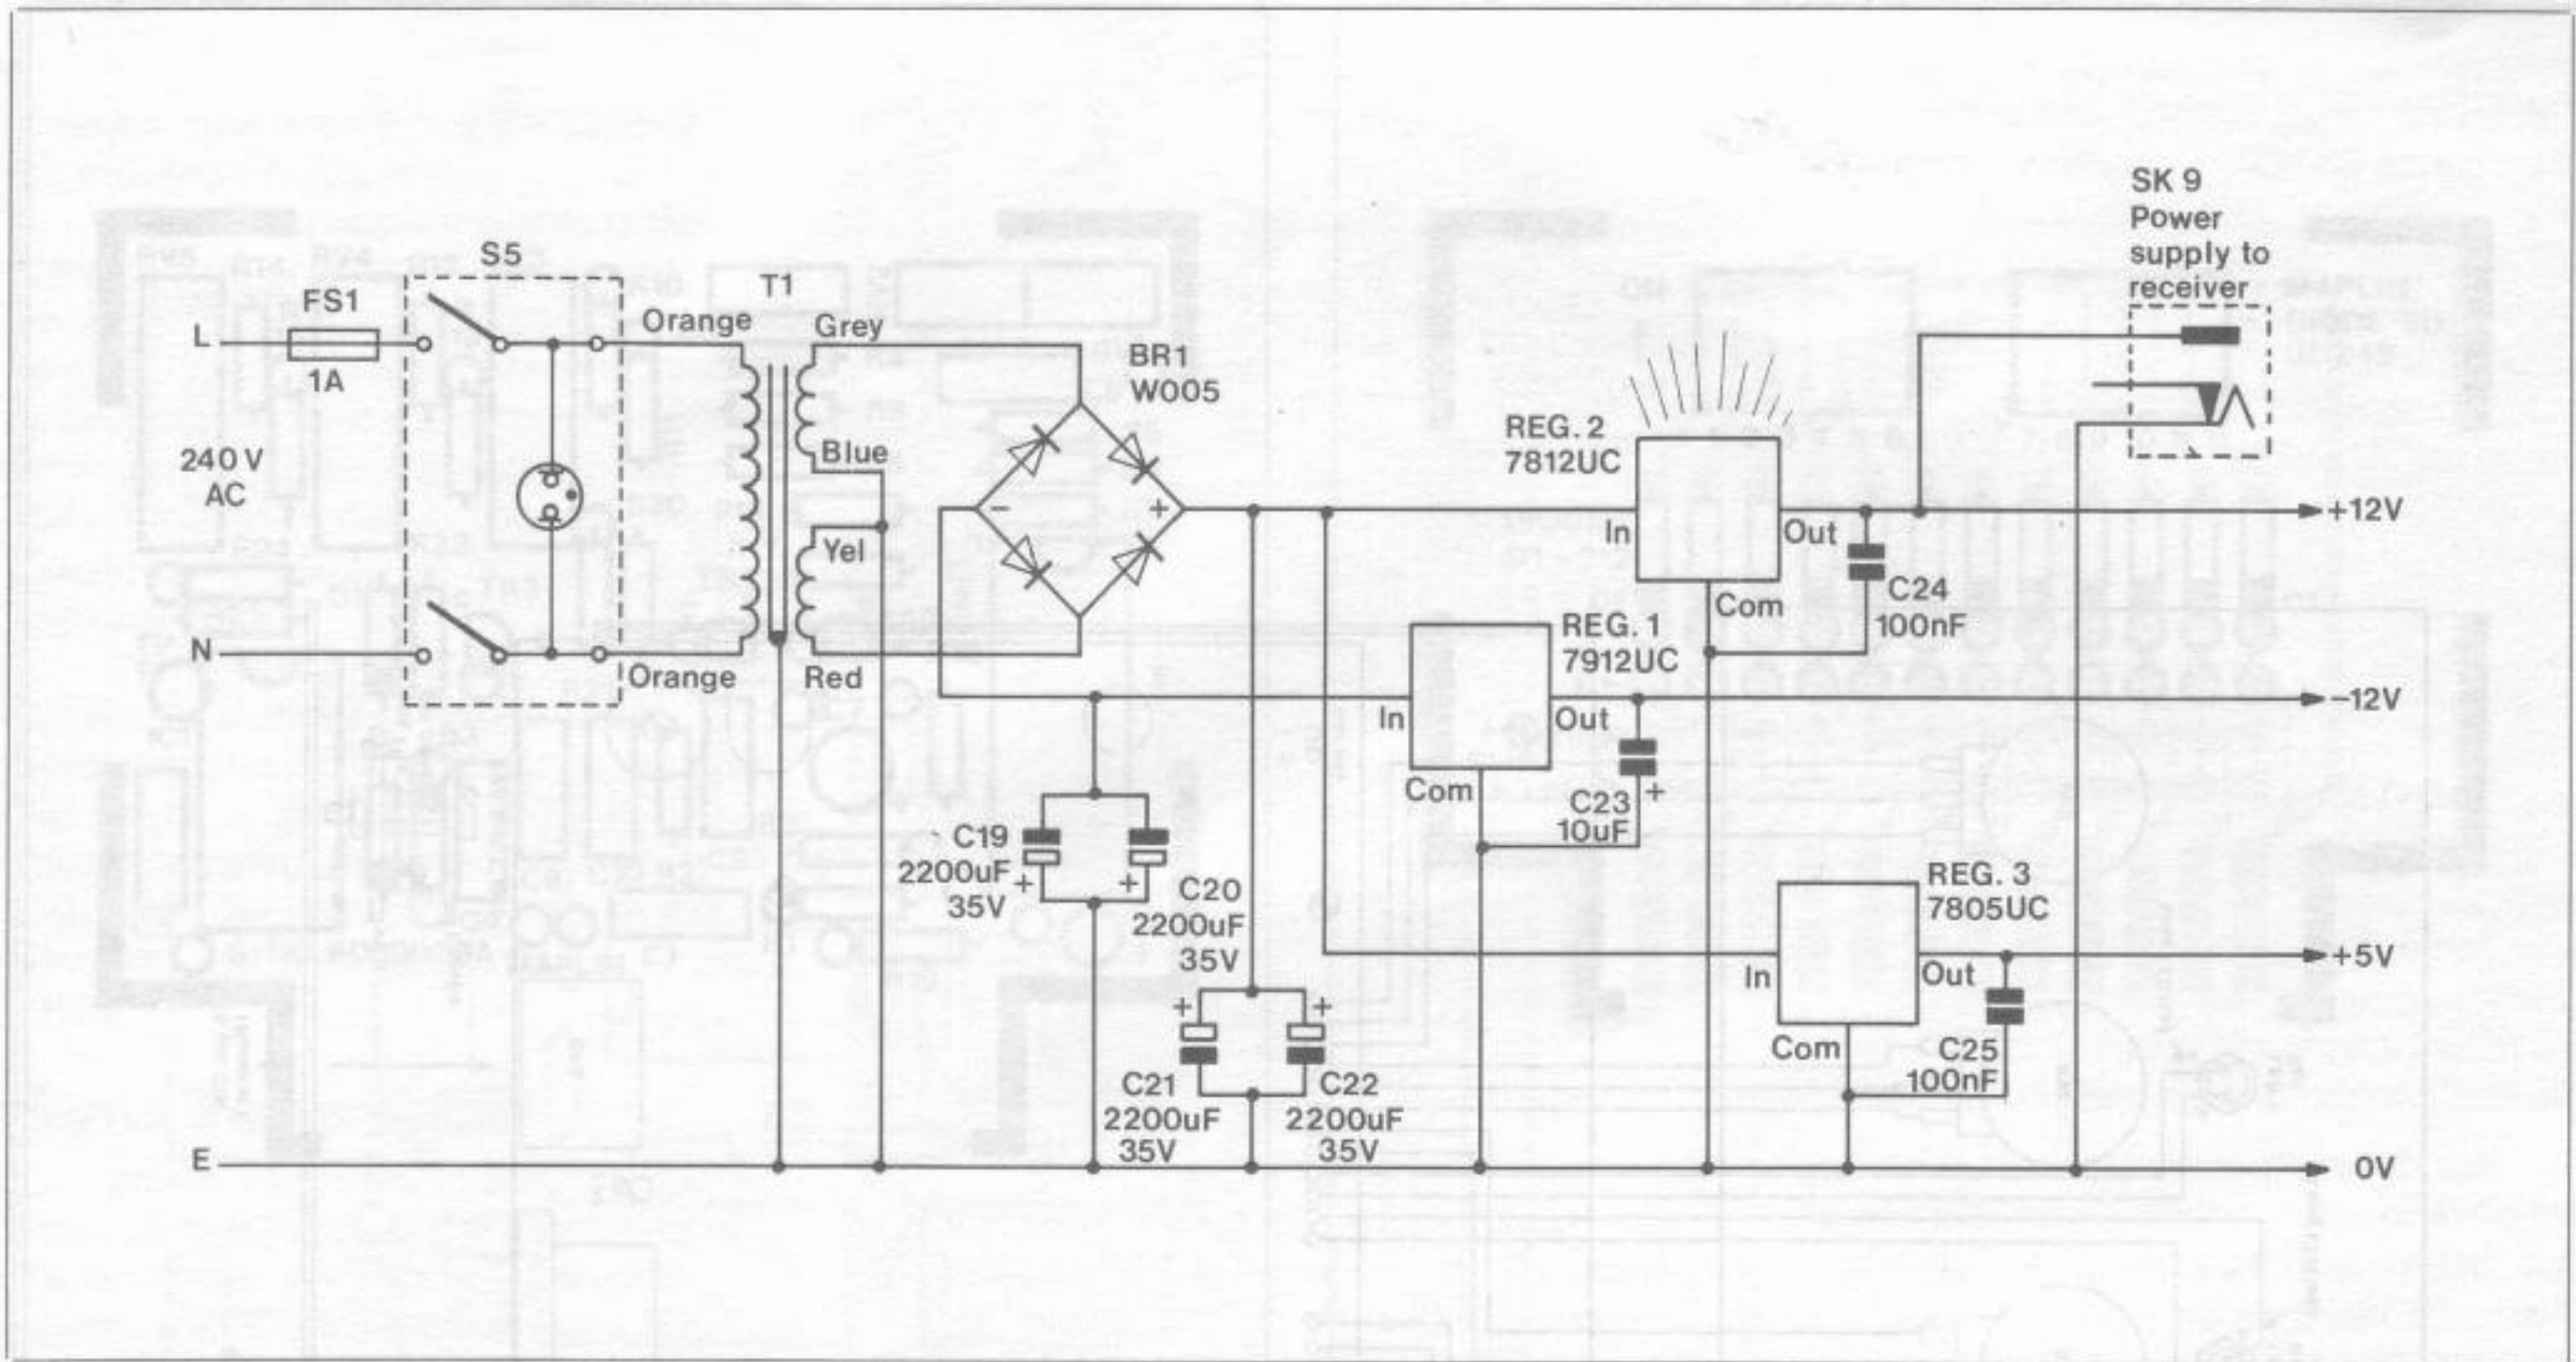 SK 9
Power
supply to
receiver
S5
FS1
L
1A
240 V
AC
N
Orange
Orange
T1
Grey
Blue
Yel
Red
BR1
W005
−
+
REG. 2
7812UC
In
Out
Com
C24
100nF
+12V
REG. 1
7912UC
In
Out
Com
C23
10uF
+
−12V
C19
2200uF
35V
+
+
C20
2200uF
35V
+
+
C21
2200uF
35V
C22
2200uF
35V
REG. 3
7805UC
In
Out
Com
C25
100nF
+5V
E
0V